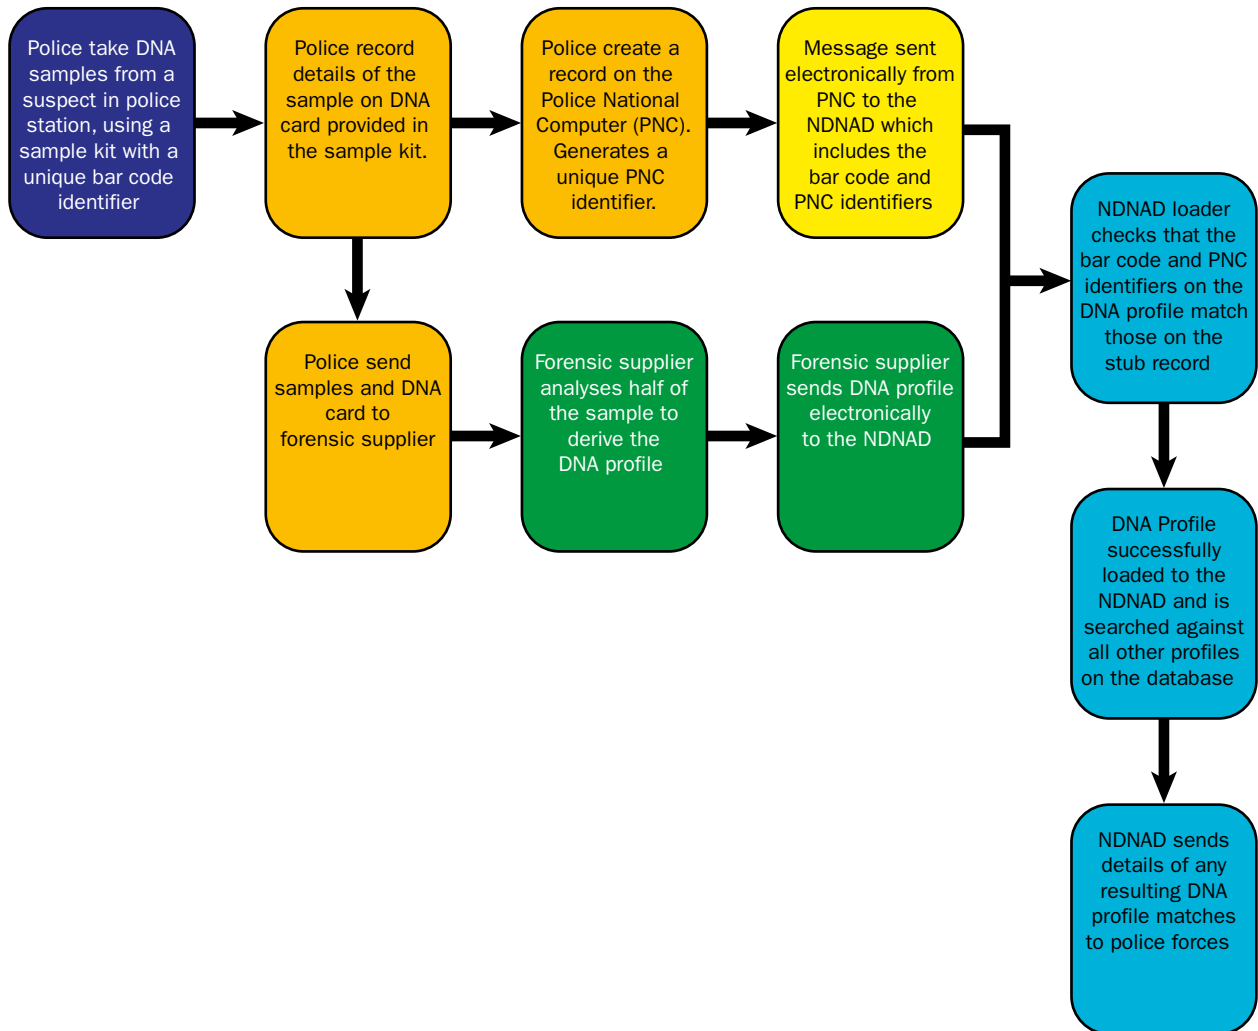 Police take DNA
samples from a
suspect in police
station, using a
sample kit with a
unique bar code
identifier
Police record
details of the
sample on DNA
card provided in
the sample kit.
Police create a
record on the
Police National
Computer (PNC).
Generates a
unique PNC
identifier.
Message sent
electronically from
PNC to the
NDNAD which
includes the
bar code and
PNC identifiers
Police send
samples and DNA
card to
forensic supplier
Forensic supplier
analyses half of
the sample to
derive the
DNA profile
Forensic supplier
sends DNA profile
electronically
to the NDNAD
NDNAD loader
checks that the
bar code and PNC
identifiers on the
DNA profile match
those on the
stub record
DNA Profile
successfully
loaded to the
NDNAD and is
searched against
all other profiles
on the database
NDNAD sends
details of any
resulting DNA
profile matches
to police forces